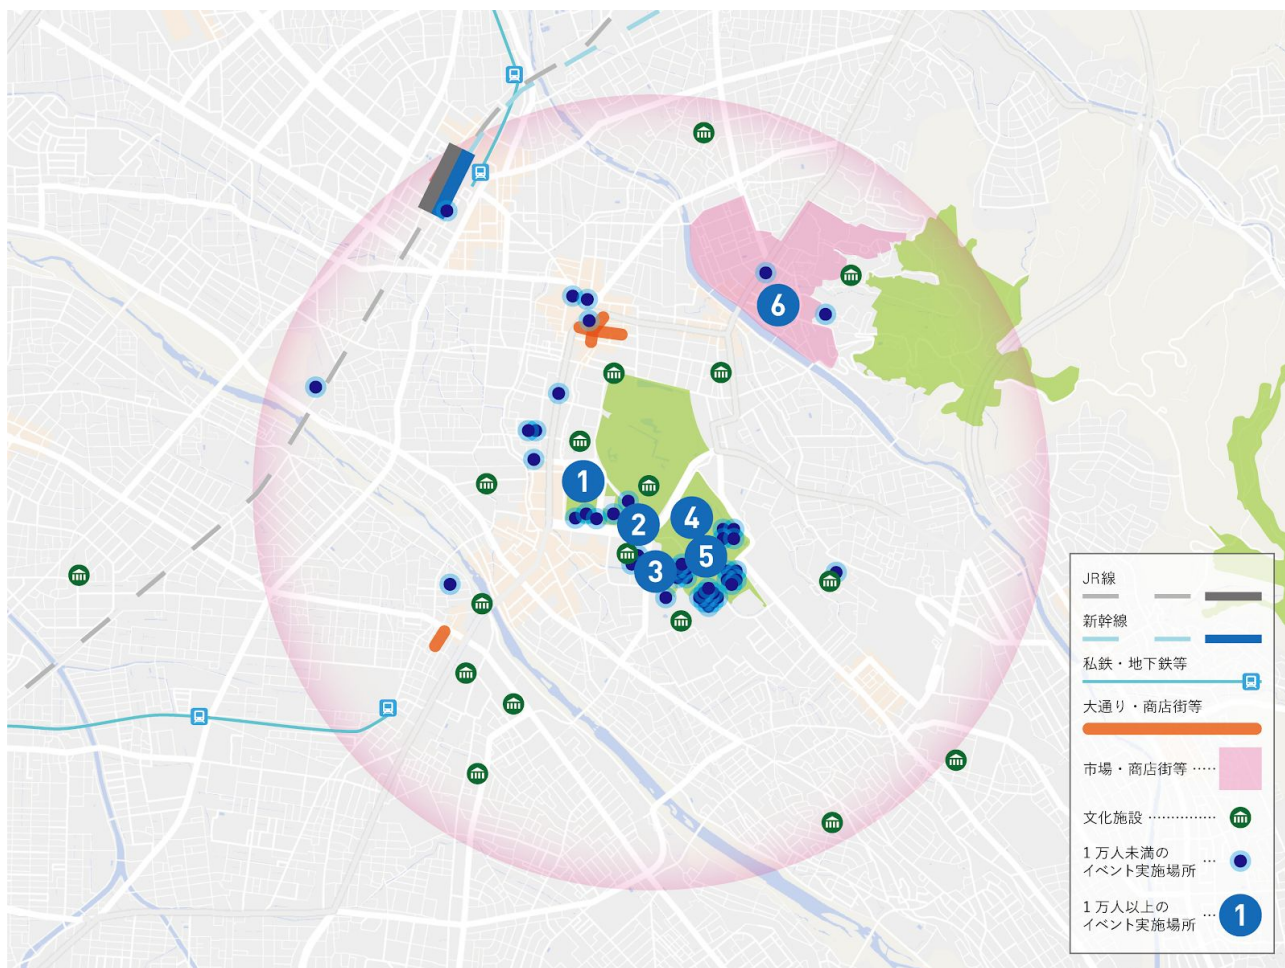 6
1
2
4
5
3
JR線
新幹線
私鉄・地下鉄等
大通り・商店街等
市場・商店街等 ……
文化施設 ……………
1万人未満の
イベント実施場所 …
1万人以上の
イベント実施場所 … 1